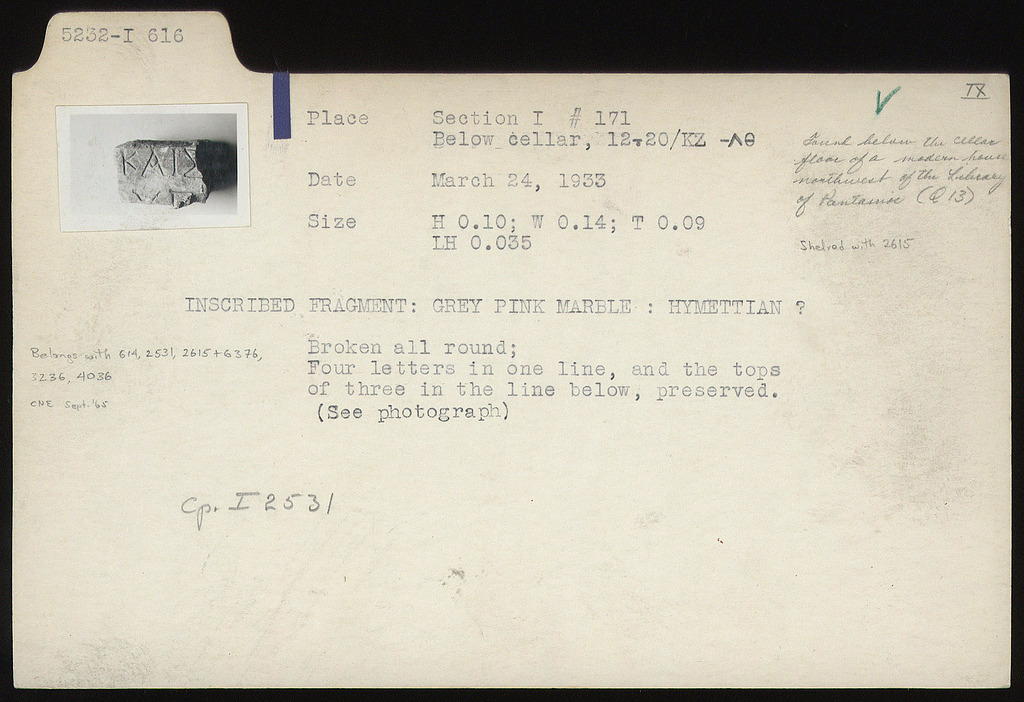 5232-I 616
IX
ΚΑΙΣ
Place Section I # 171
Below cellar, 12-20/ΚΖ -ΛΘ
Date March 24, 1933
Size H 0.10; W 0.14; T 0.09
LH 0.035
Found below the cellar
floor of a modern house
northwest of the Library
of Pantainos (Q 13)
Shelved with 2615
INSCRIBED FRAGMENT: GREY PINK MARBLE : HYMETTIAN ?
Belongs with 614, 2531, 2615+6376,
3236, 4036
CNE Sept. '65
Broken all round;
Four letters in one line, and the tops
of three in the line below, preserved.
(See photograph)
Cp. I 2531